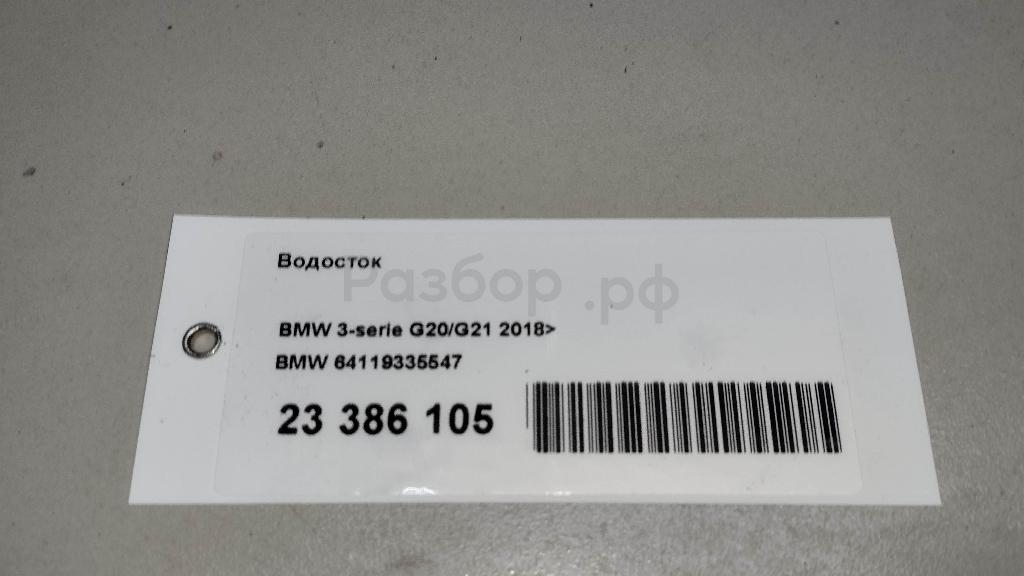 Водосток
Разбор.рф
BMW 3-serie G20/G21 2018>
BMW 64119335547
23 386 105